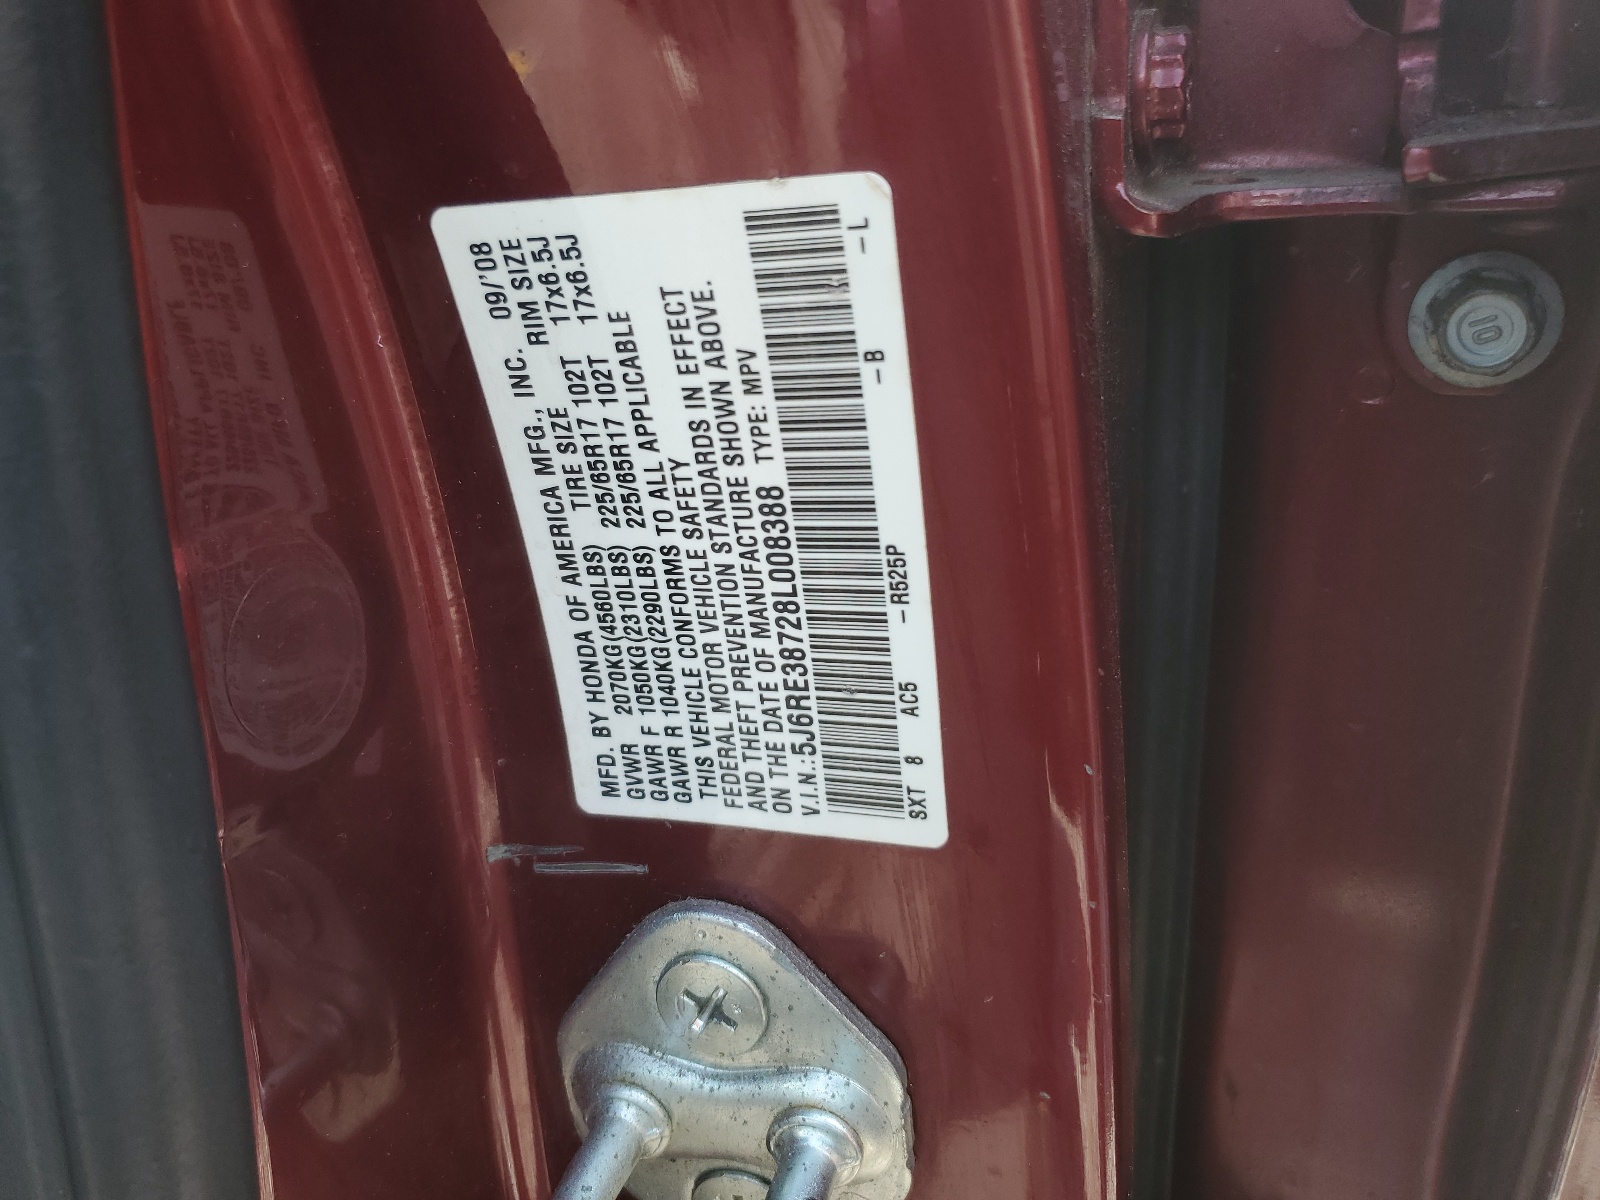 MFD. BY HONDA OF AMERICA MFG., INC. 09/'08
GVWR 2070KG(4560LBS) TIRE SIZE RIM SIZE
GAWR F 1050KG(2310LBS) 225/65R17 102T 17x6.5J
GAWR R 1040KG(2290LBS) 225/65R17 102T 17x6.5J
THIS VEHICLE CONFORMS TO ALL APPLICABLE
FEDERAL MOTOR VEHICLE SAFETY
AND THEFT PREVENTION STANDARDS IN EFFECT
ON THE DATE OF MANUFACTURE SHOWN ABOVE.
V.I.N.:5J6RE38728L008388 TYPE: MPV
SXT 8 AC5 -R525P -B -L
10